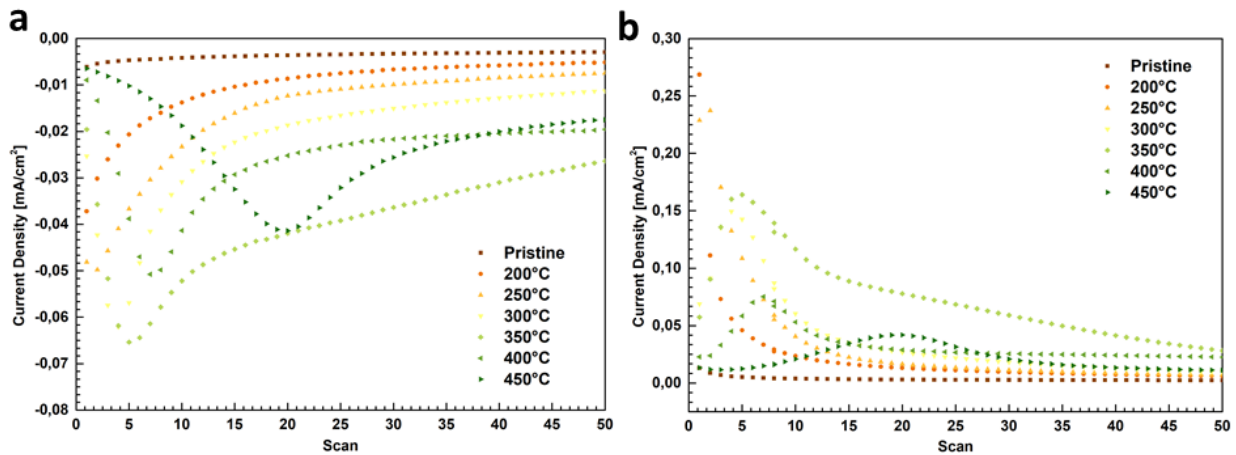 a
0,00
-0,01
-0,02
-0,03
-0,04
-0,05
-0,06
-0,07
-0,08
Current Density [mA/cm²]
0 5 10 15 20 25 30 35 40 45 50
Scan
Pristine
200°C
250°C
300°C
350°C
400°C
450°C
b
0,30
0,25
0,20
0,15
0,10
0,05
0,00
Current Density [mA/cm²]
0 5 10 15 20 25 30 35 40 45 50
Scan
Pristine
200°C
250°C
300°C
350°C
400°C
450°C